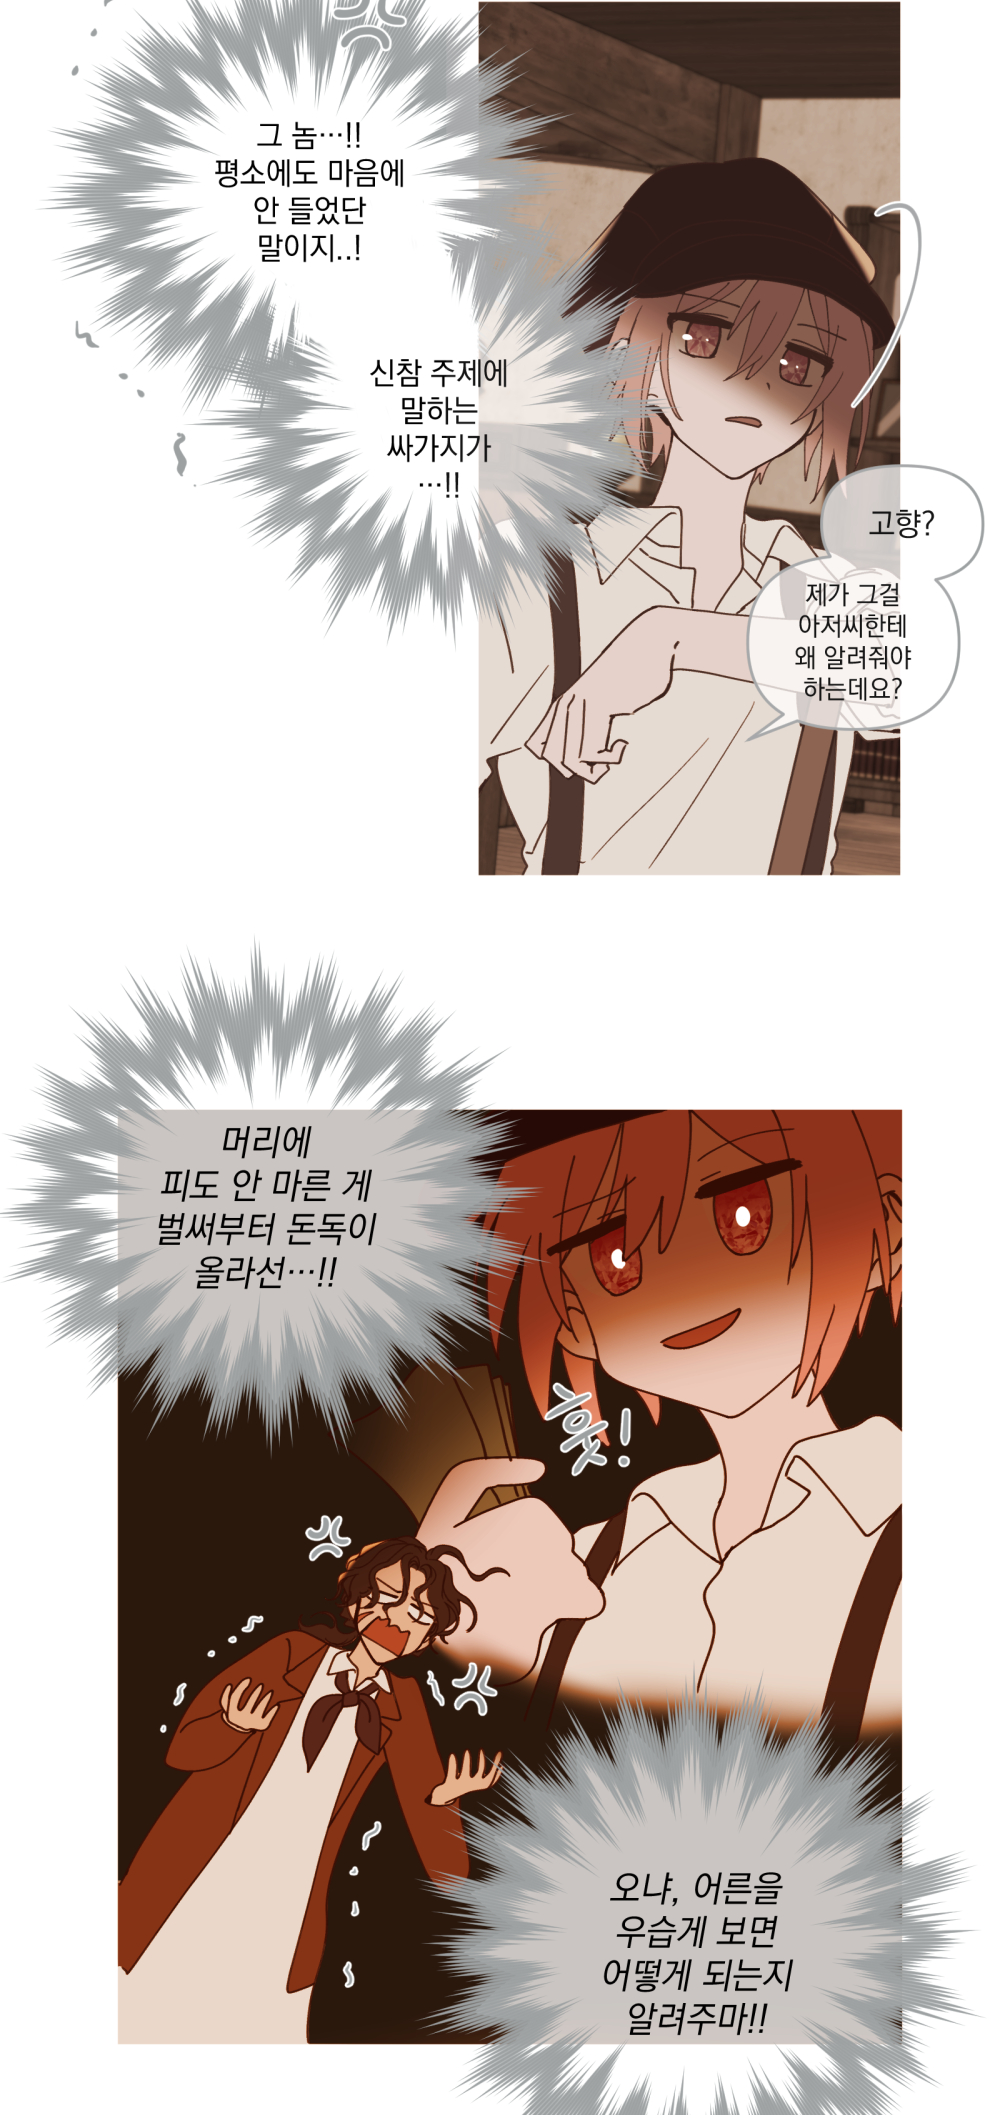 그 놈…!!
평소에도 마음에
안 들었단
말이지..!
신참 주제에
말하는
싸가지가
…!!
고향?
제가 그걸
아저씨한테
왜 알려줘야
하는데요?
머리에
피도 안 마른 게
벌써부터 돈독이
올라선…!!
흣!
오냐, 어른을
우습게 보면
어떻게 되는지
알려주마!!